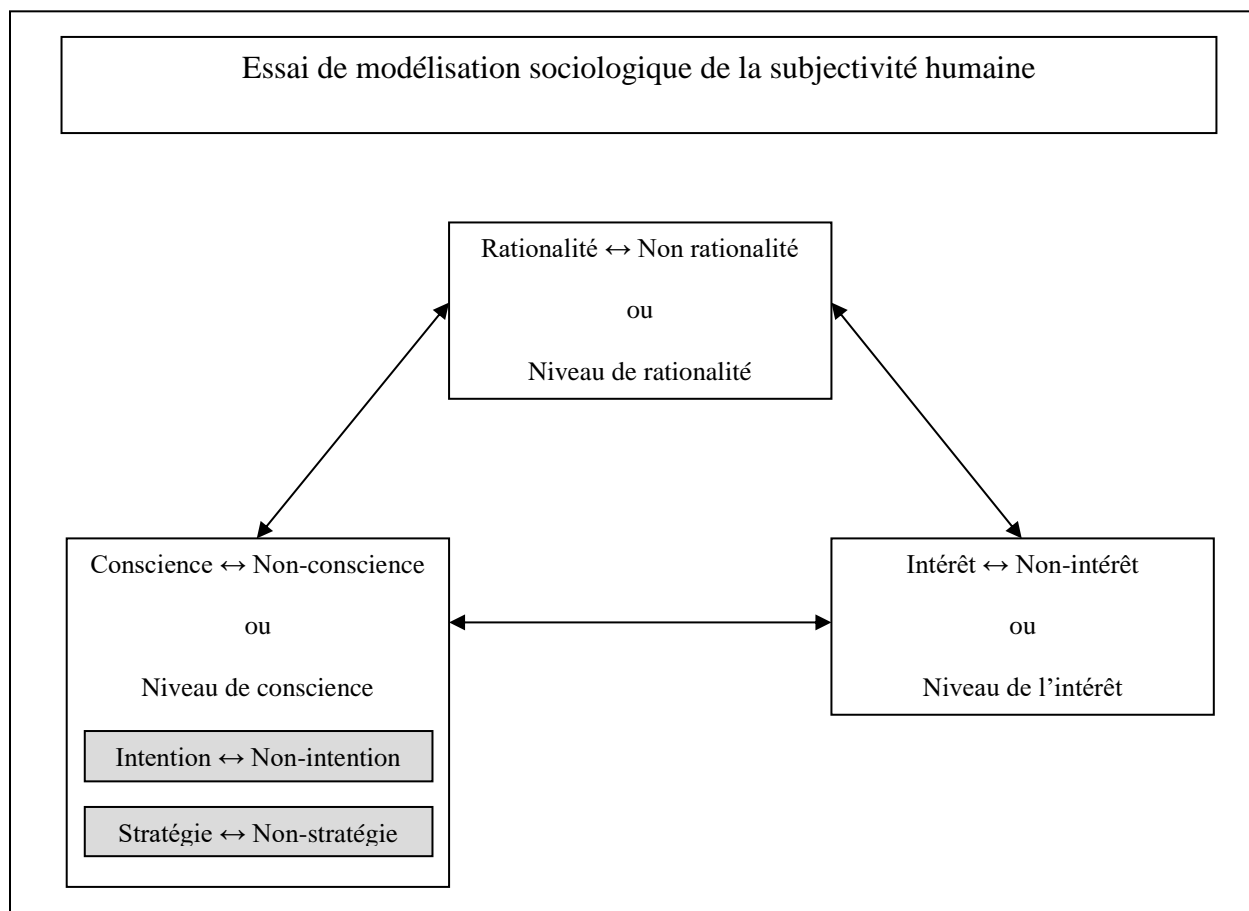 Essai de modélisation sociologique de la subjectivité humaine
Rationalité ↔ Non rationalité
ou
Niveau de rationalité
Conscience ↔ Non-conscience
ou
Niveau de conscience
Intention ↔ Non-intention
Stratégie ↔ Non-stratégie
Intérêt ↔ Non-intérêt
ou
Niveau de l’intérêt